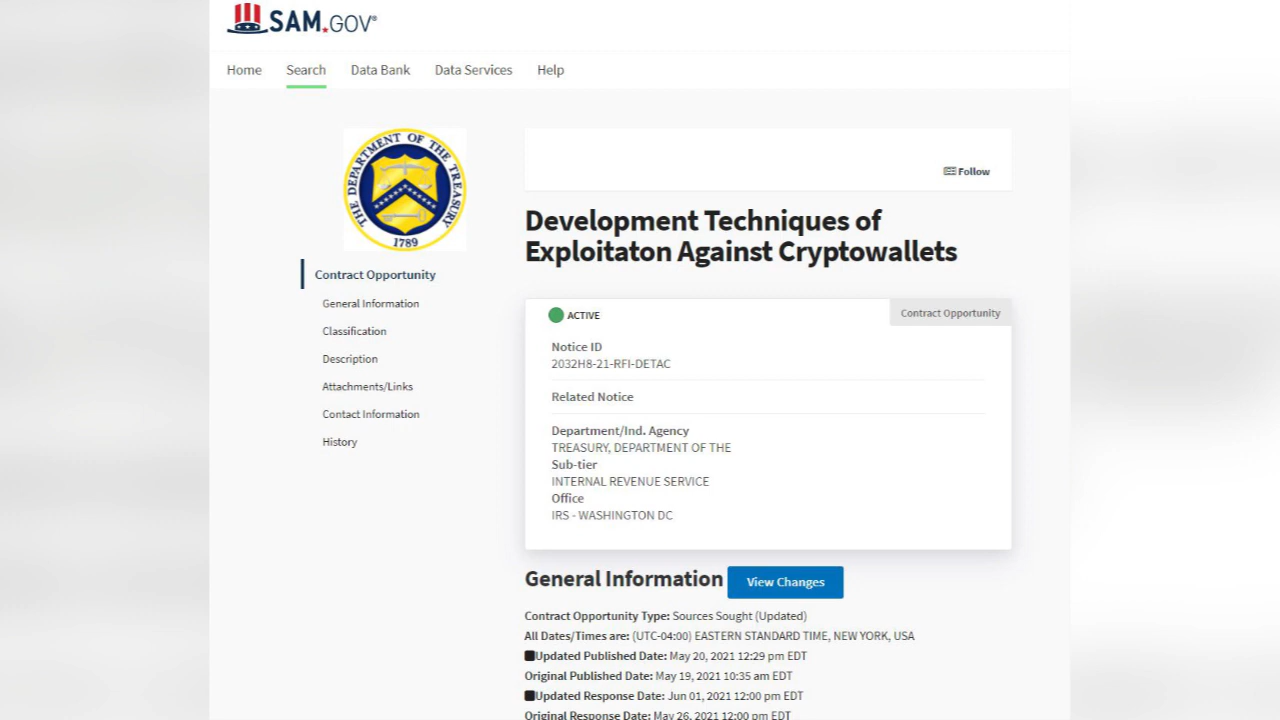 SAM.GOV®
Home Search Data Bank Data Services Help
THE DEPARTMENT OF THE TREASURY
1789
Follow
Development Techniques of
Exploitaton Against Cryptowallets
Contract Opportunity
General Information
Classification
Description
Attachments/Links
Contact Information
History
ACTIVE
Contract Opportunity
Notice ID
2032H8-21-RFI-DETAC
Related Notice
Department/Ind. Agency
TREASURY, DEPARTMENT OF THE
Sub-tier
INTERNAL REVENUE SERVICE
Office
IRS - WASHINGTON DC
General Information View Changes
Contract Opportunity Type: Sources Sought (Updated)
All Dates/Times are: (UTC-04:00) EASTERN STANDARD TIME, NEW YORK, USA
Updated Published Date: May 20, 2021 12:29 pm EDT
Original Published Date: May 19, 2021 10:35 am EDT
Updated Response Date: Jun 01, 2021 12:00 pm EDT
Original Response Date: May 26, 2021 12:00 pm EDT